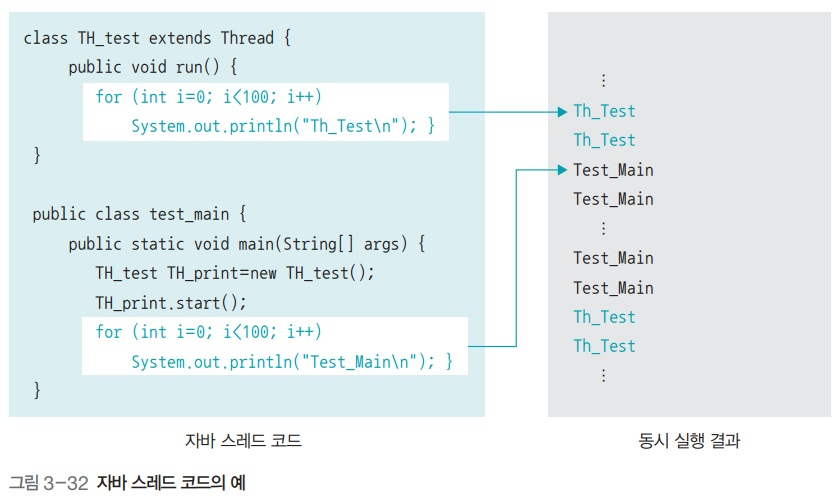 class TH_test extends Thread {
public void run() {
for (int i=0; i<100; i++)
System.out.println("Th_Test\n"); }
}
public class test_main {
public static void main(String[] args) {
TH_test TH_print=new TH_test();
TH_print.start();
for (int i=0; i<100; i++)
System.out.println("Test_Main\n"); }
}
⋮
Th_Test
Th_Test
Test_Main
Test_Main
⋮
Test_Main
Test_Main
Th_Test
Th_Test
⋮
자바 스레드 코드
동시 실행 결과
그림 3-32 자바 스레드 코드의 예